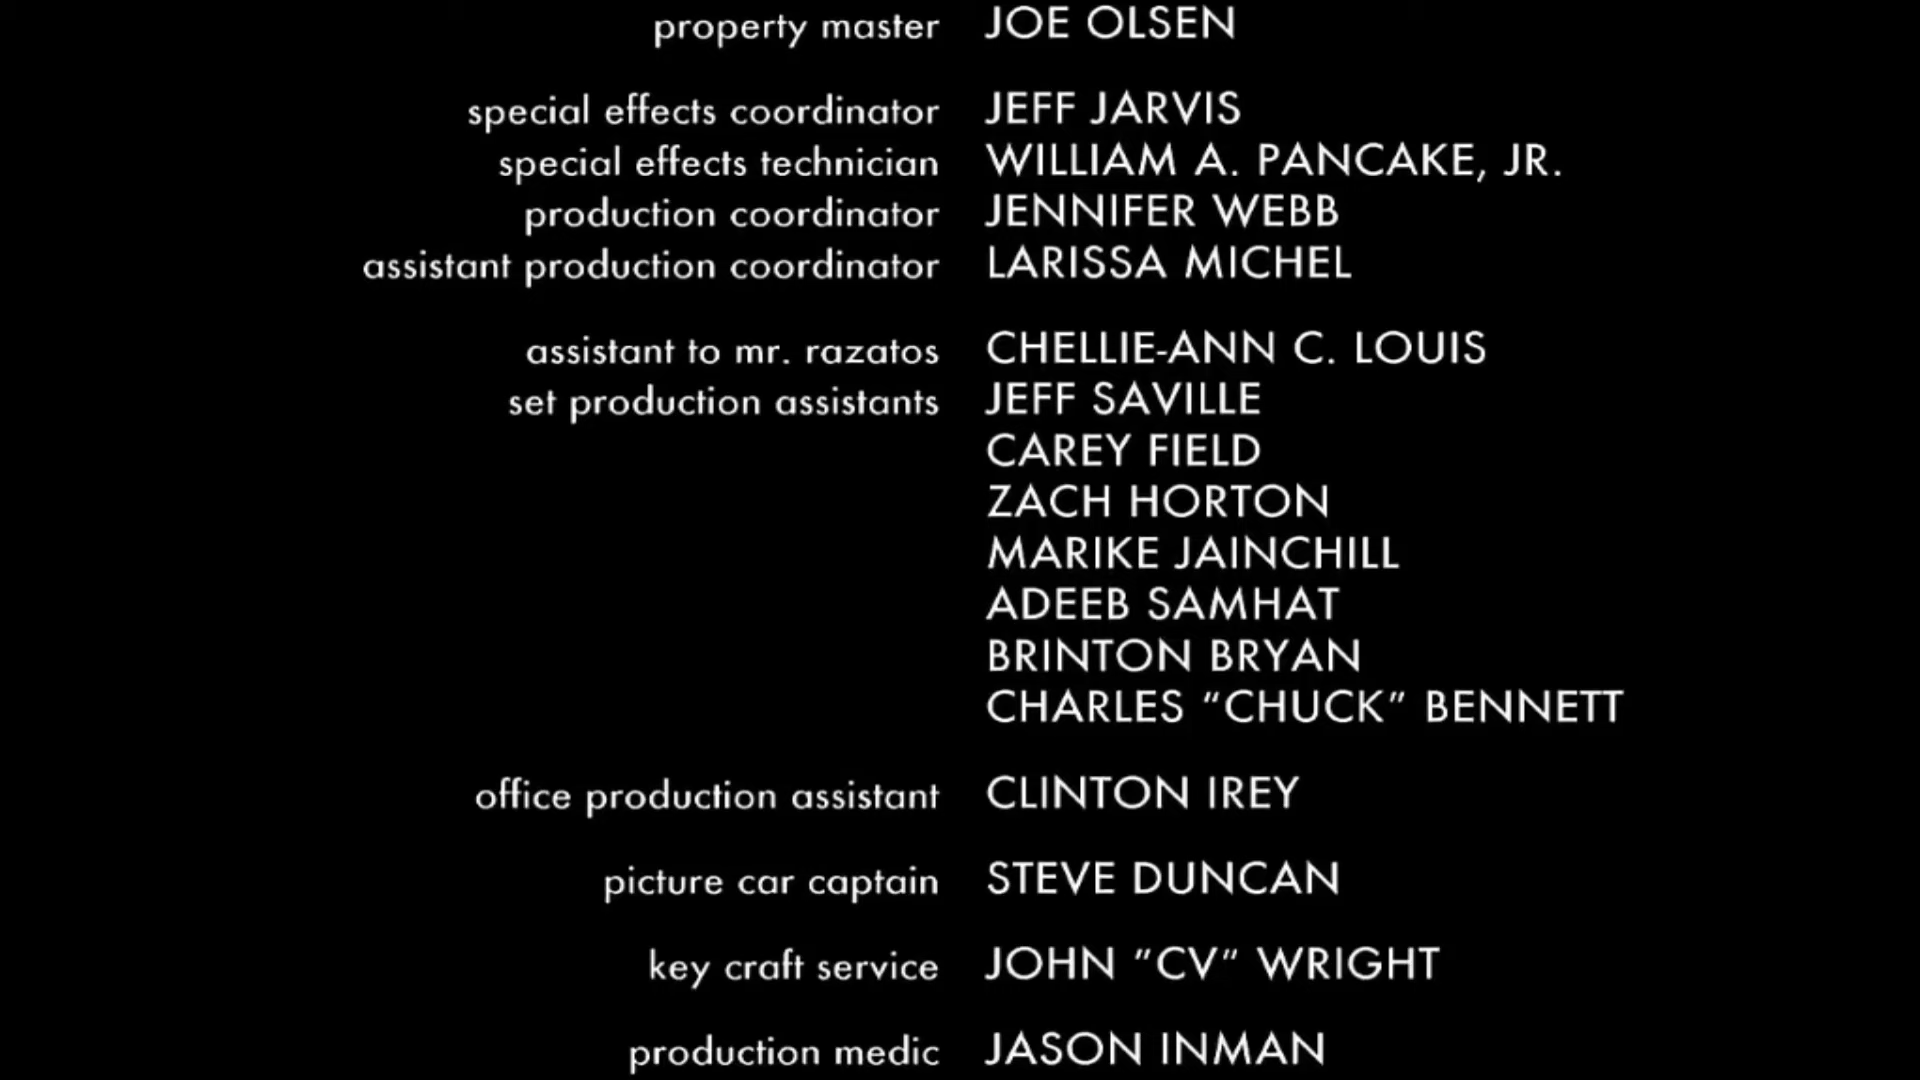 property master JOE OLSEN
special effects coordinator JEFF JARVIS
special effects technician WILLIAM A. PANCAKE, JR.
production coordinator JENNIFER WEBB
assistant production coordinator LARISSA MICHEL
assistant to mr. razatos CHELLIE-ANN C. LOUIS
set production assistants JEFF SAVILLE
CAREY FIELD
ZACH HORTON
MARIKE JAINCHILL
ADEEB SAMHAT
BRINTON BRYAN
CHARLES “CHUCK” BENNETT
office production assistant CLINTON IREY
picture car captain STEVE DUNCAN
key craft service JOHN ”CV” WRIGHT
production medic JASON INMAN